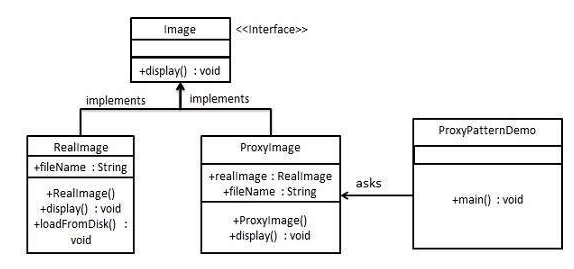 Image
<<Interface>>
+display() : void
implements
implements
RealImage
+fileName : String
+RealImage()
+display() : void
+loadFromDisk() :
void
ProxyImage
+realImage : RealImage
+fileName : String
+ProxyImage()
+display() : void
asks
ProxyPatternDemo
+main() : void